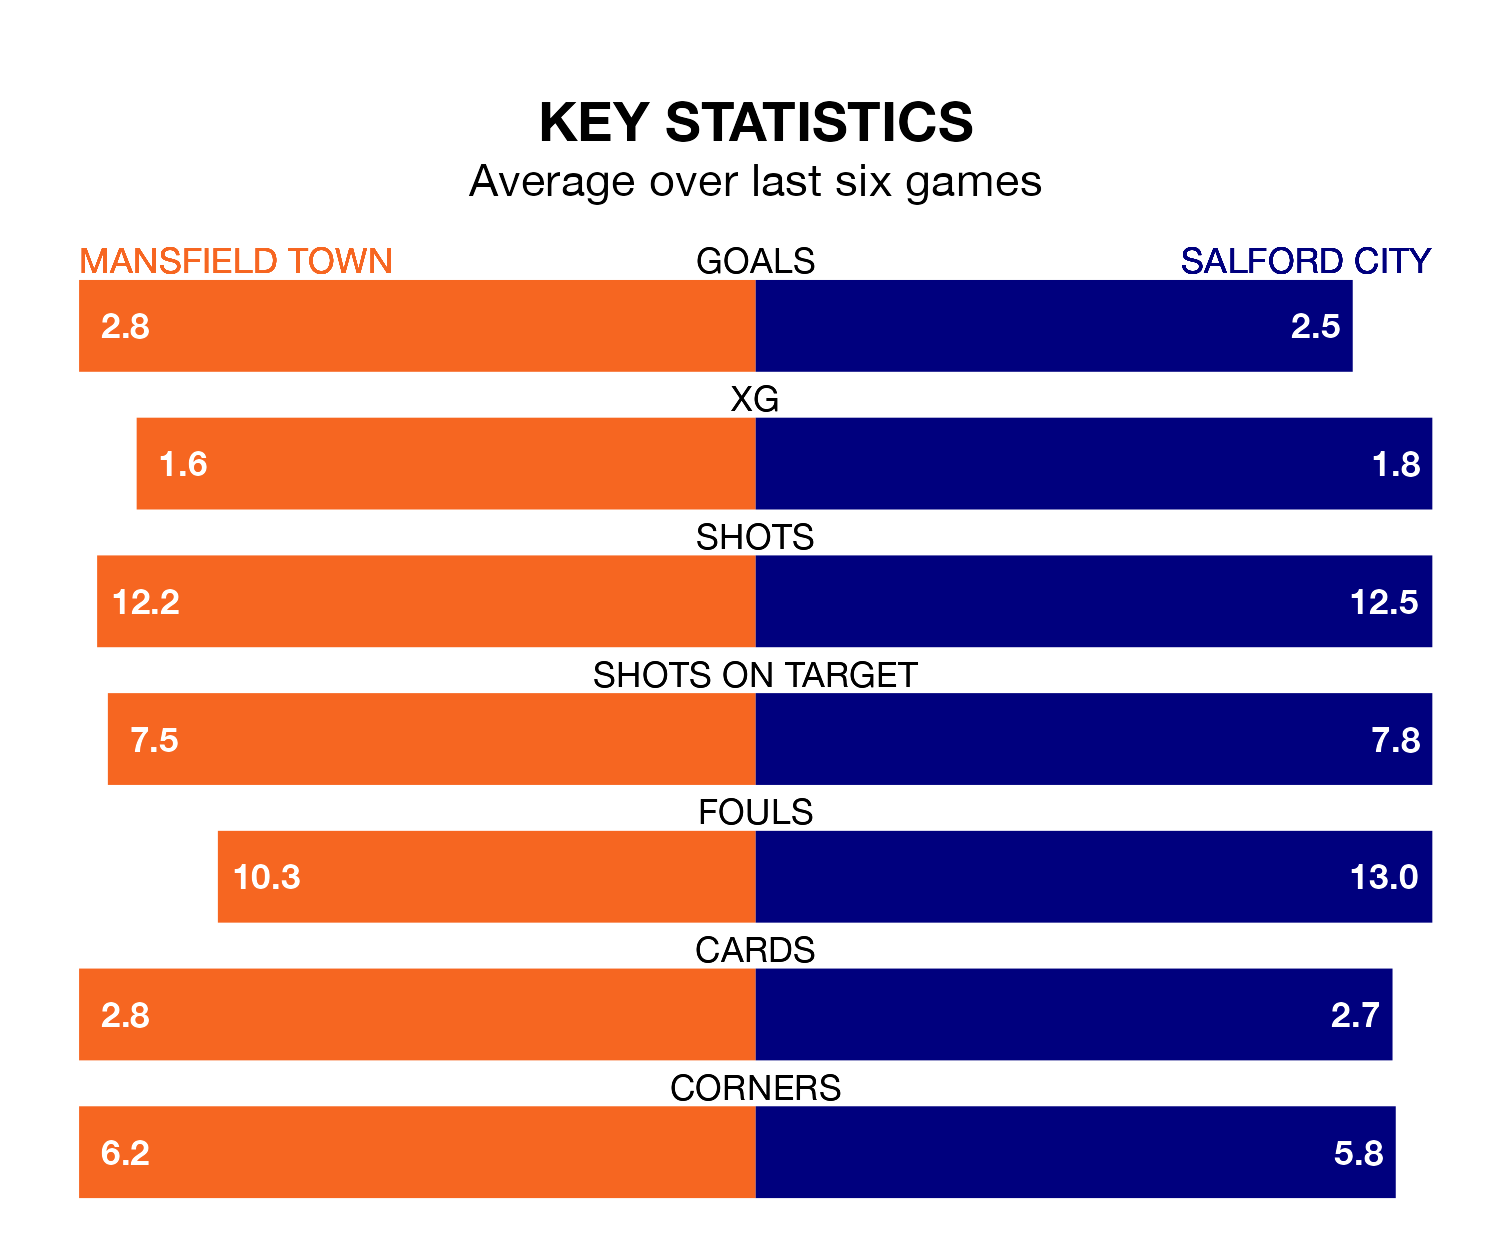 KEY STATISTICS
Average over last six games
MANSFIELD TOWN GOALS SALFORD CITY
2.8 2.5
XG
1.6 1.8
SHOTS
12.2 12.5
SHOTS ON TARGET
7.5 7.8
FOULS
10.3 13.0
CARDS
2.8 2.7
CORNERS
6.2 5.8